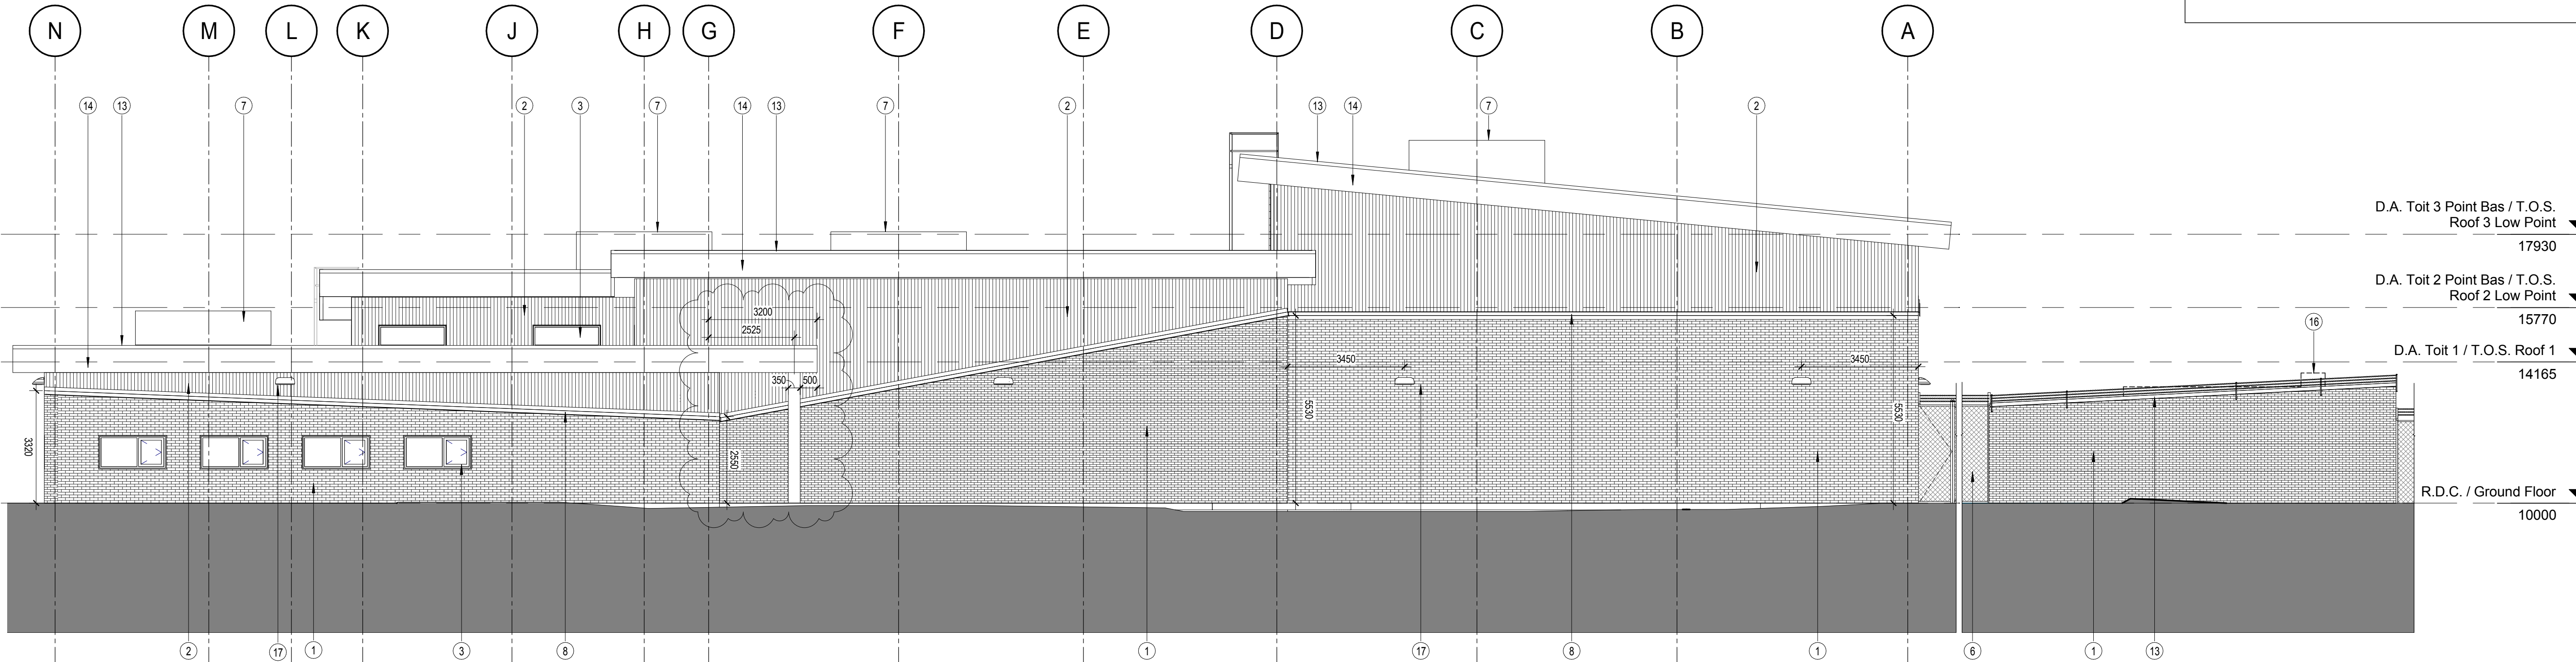 N M L K J H G F E D C B A
14 13 7 2 3 7 14 13 7 2 13 14 7 2
D.A. Toit 3 Point Bas / T.O.S.
Roof 3 Low Point
17930
D.A. Toit 2 Point Bas / T.O.S.
Roof 2 Low Point
15770
16
D.A. Toit 1 / T.O.S. Roof 1
14165
3200
2525
3450 3450
350 500
5530 5530
3320
2550
R.D.C. / Ground Floor
10000
2 17 1 3 8 1 17 8 1 6 1 13